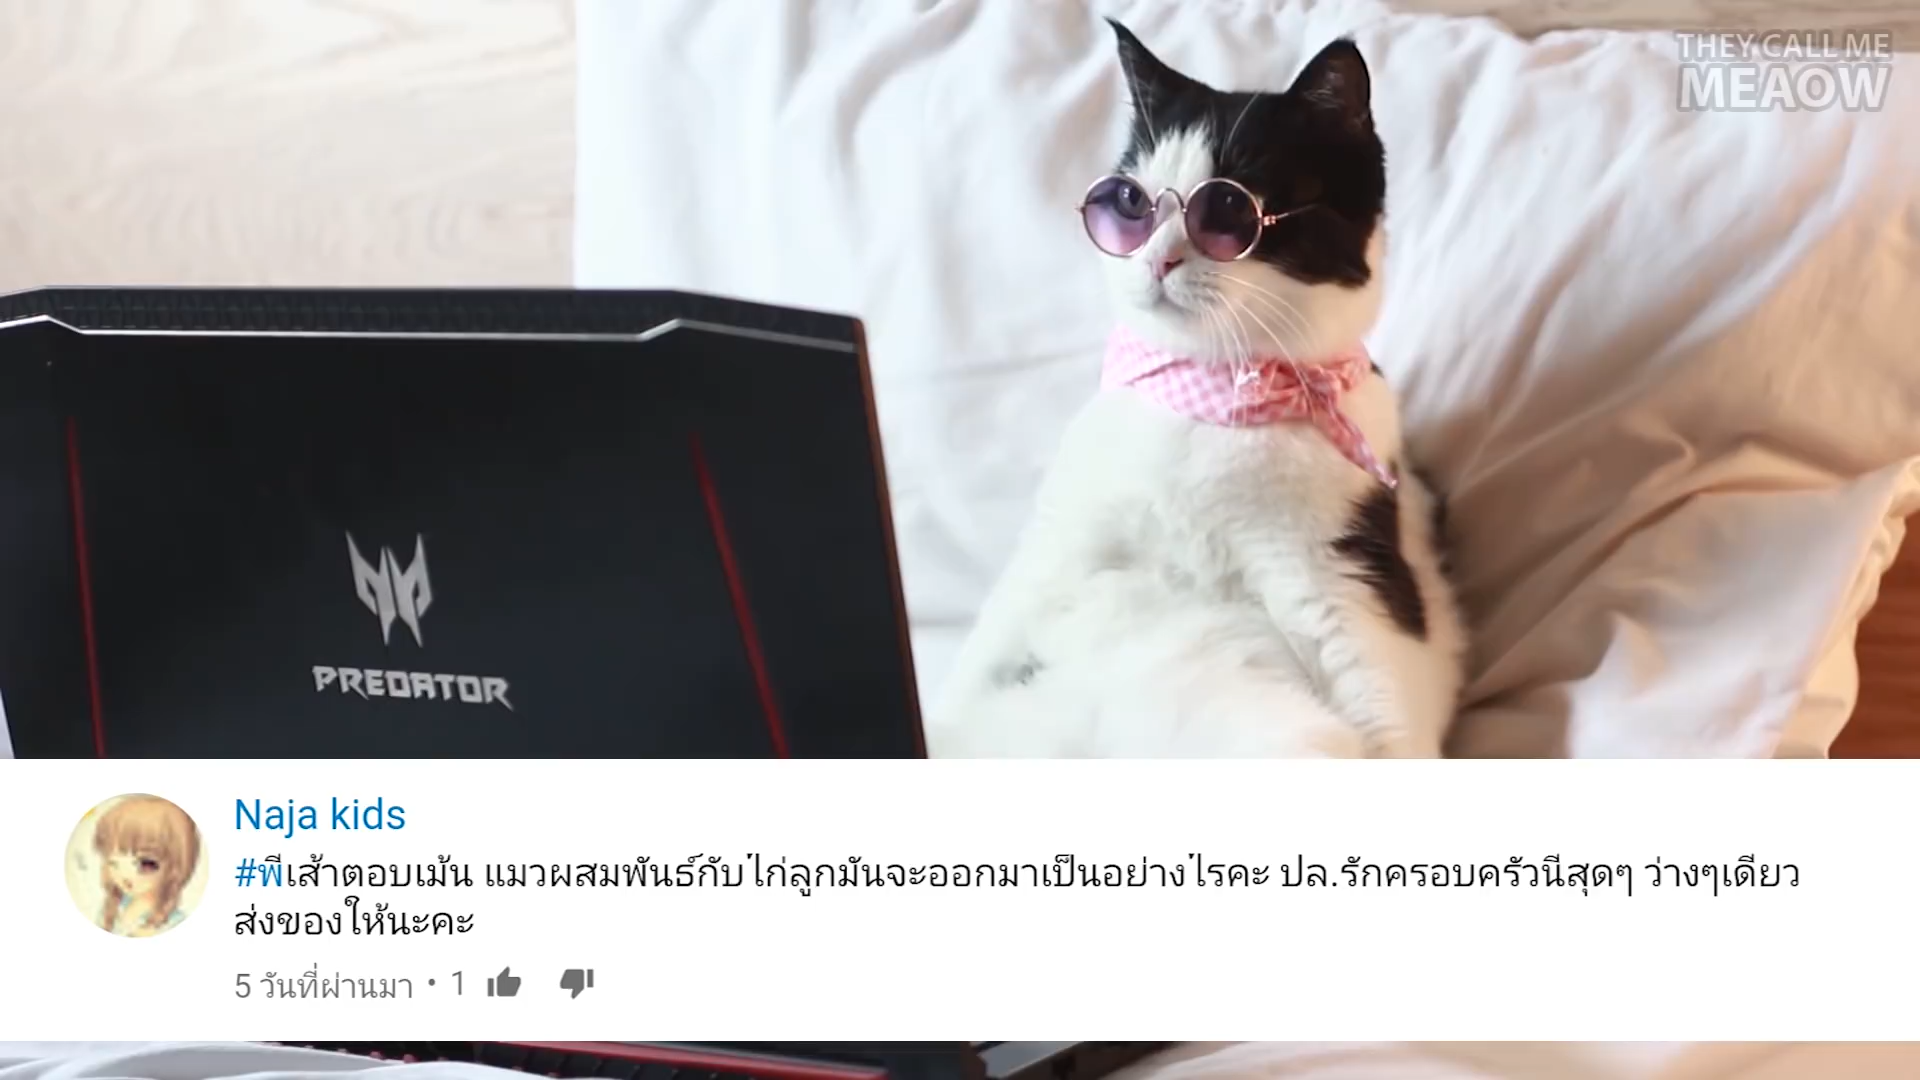 THEY CALL ME
MEAOW
PREDATOR
Naja kids
#พีเส้าตอบเม้น แมวผสมพันธ์กับไก่ลูกมันจะออกมาเป็นอย่างไรคะ ปล.รักครอบครัวนี้สุดๆ ว่างๆเดียว
ส่งของให้นะคะ
5 วันที่ผ่านมา • 1